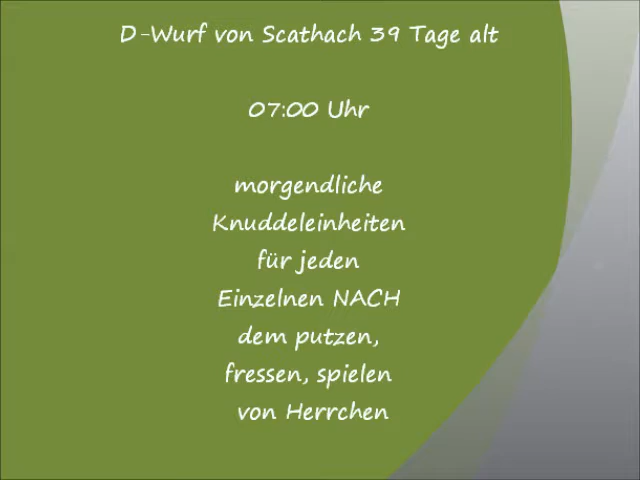 D-Wurf von Scathach 39 Tage alt
07:00 Uhr
morgendliche
Knuddeleinheiten
für jeden
Einzelnen NACH
dem putzen,
fressen, spielen
von Herrchen